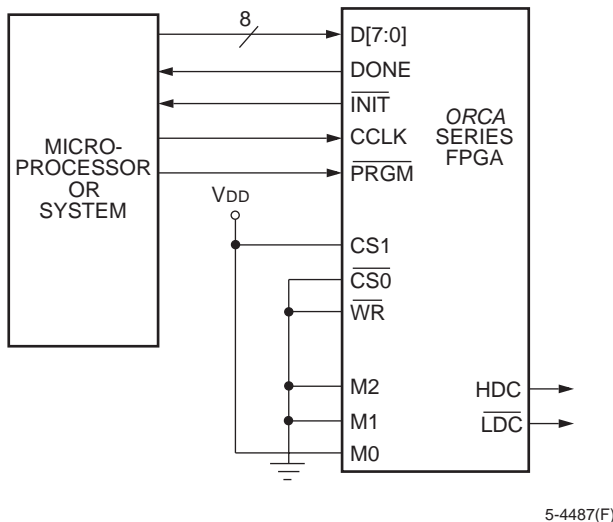 8
D[7:0]
DONE
INIT
CCLK
PRGM
MICRO-
PROCESSOR
OR
SYSTEM
ORCA
SERIES
FPGA
VDD
CS1
CS0
WR
M2
M1
M0
HDC
LDC
5-4487(F)